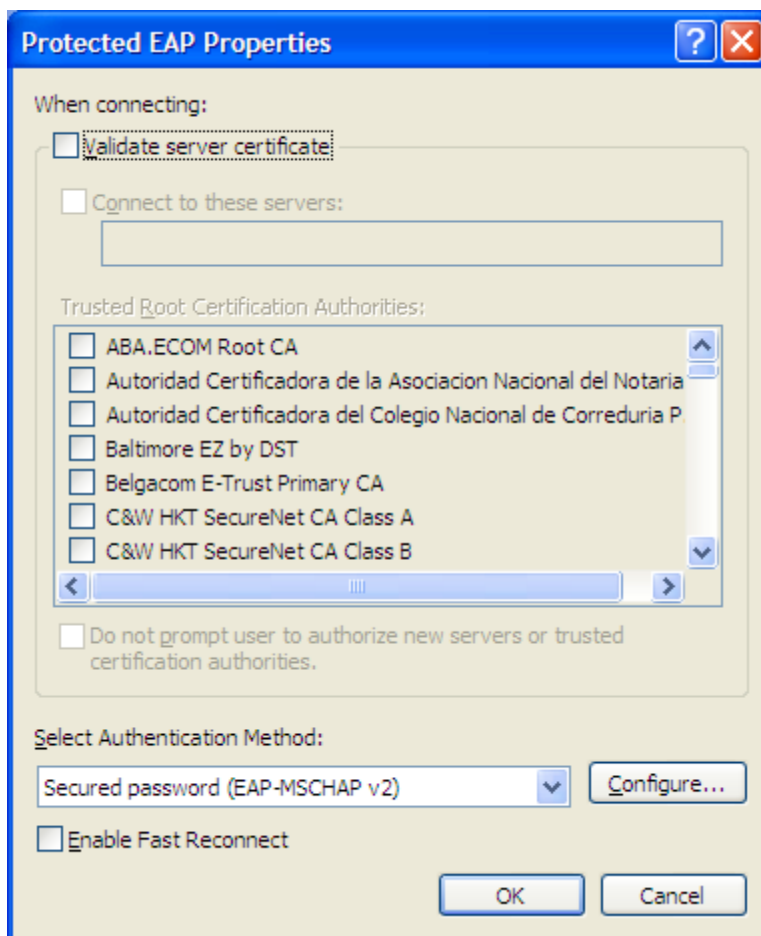 Protected EAP Properties
When connecting:
Validate server certificate
Connect to these servers:
Trusted Root Certification Authorities:
ABA.ECOM Root CA
Autoridad Certificadora de la Asociacion Nacional del Notaria
Autoridad Certificadora del Colegio Nacional de Correduria P.
Baltimore EZ by DST
Belgacom E-Trust Primary CA
C&W HKT SecureNet CA Class A
C&W HKT SecureNet CA Class B
Do not prompt user to authorize new servers or trusted
certification authorities.
Select Authentication Method:
Secured password (EAP-MSCHAP v2)
Configure...
Enable Fast Reconnect
OK Cancel